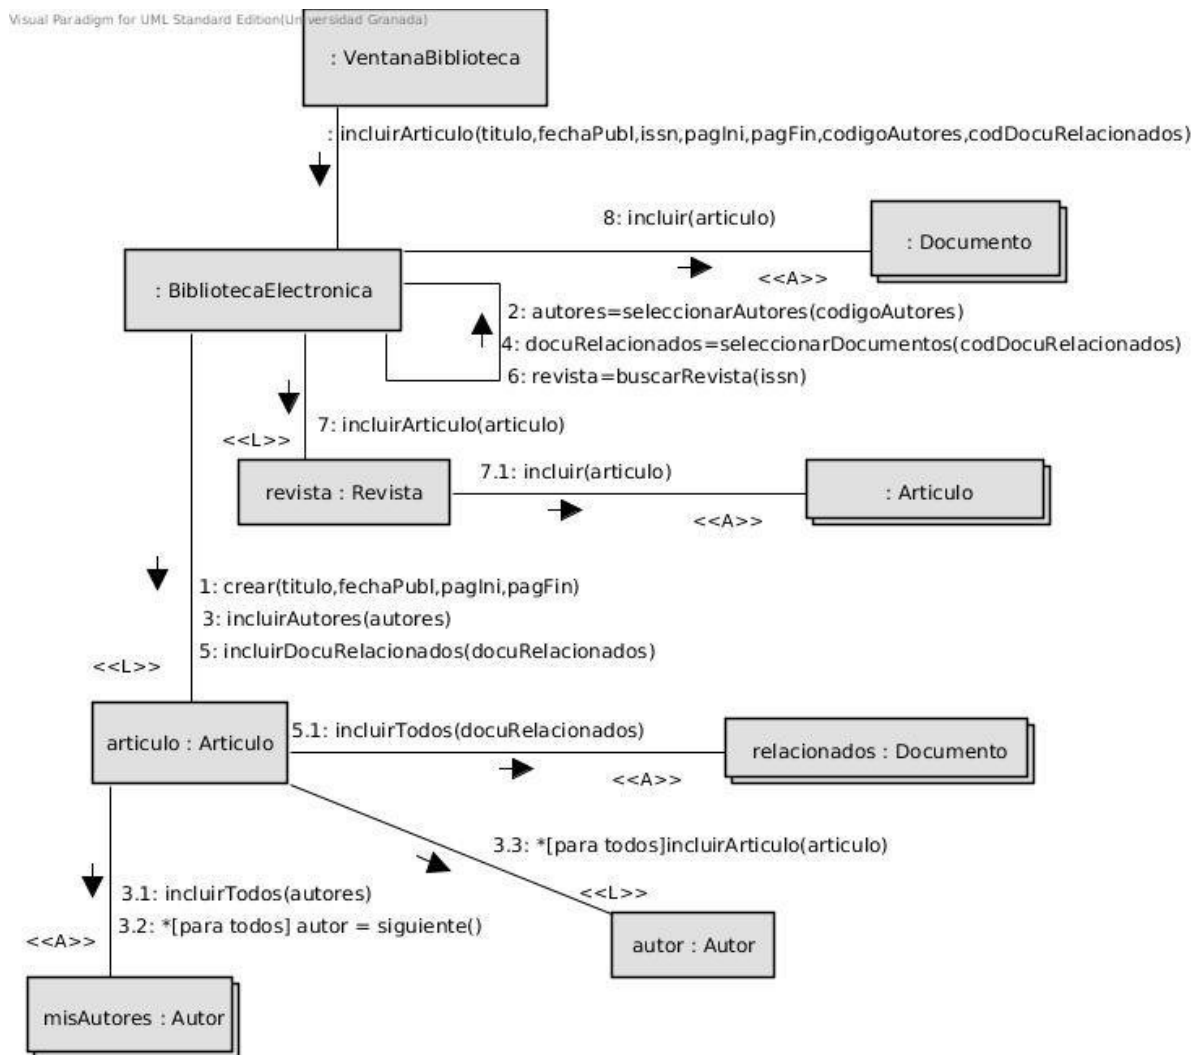 Visual Paradigm for UML Standard Edition(Universidad Granada)
: VentanaBiblioteca
: incluirArticulo(titulo,fechaPubl,issn,pagIni,pagFin,codigoAutores,codDocuRelacionados)
8: incluir(articulo)
: Documento
<<A>>
: BibliotecaElectronica
2: autores=seleccionarAutores(codigoAutores)
4: docuRelacionados=seleccionarDocumentos(codDocuRelacionados)
6: revista=buscarRevista(issn)
7: incluirArticulo(articulo)
<<L>>
7.1: incluir(articulo)
revista : Revista
: Articulo
<<A>>
1: crear(titulo,fechaPubl,pagIni,pagFin)
3: incluirAutores(autores)
5: incluirDocuRelacionados(docuRelacionados)
<<L>>
5.1: incluirTodos(docuRelacionados)
articulo : Articulo
relacionados : Documento
<<A>>
3.3: *[para todos]incluirArticulo(articulo)
<<L>>
3.1: incluirTodos(autores)
3.2: *[para todos] autor = siguiente()
<<A>>
autor : Autor
misAutores : Autor